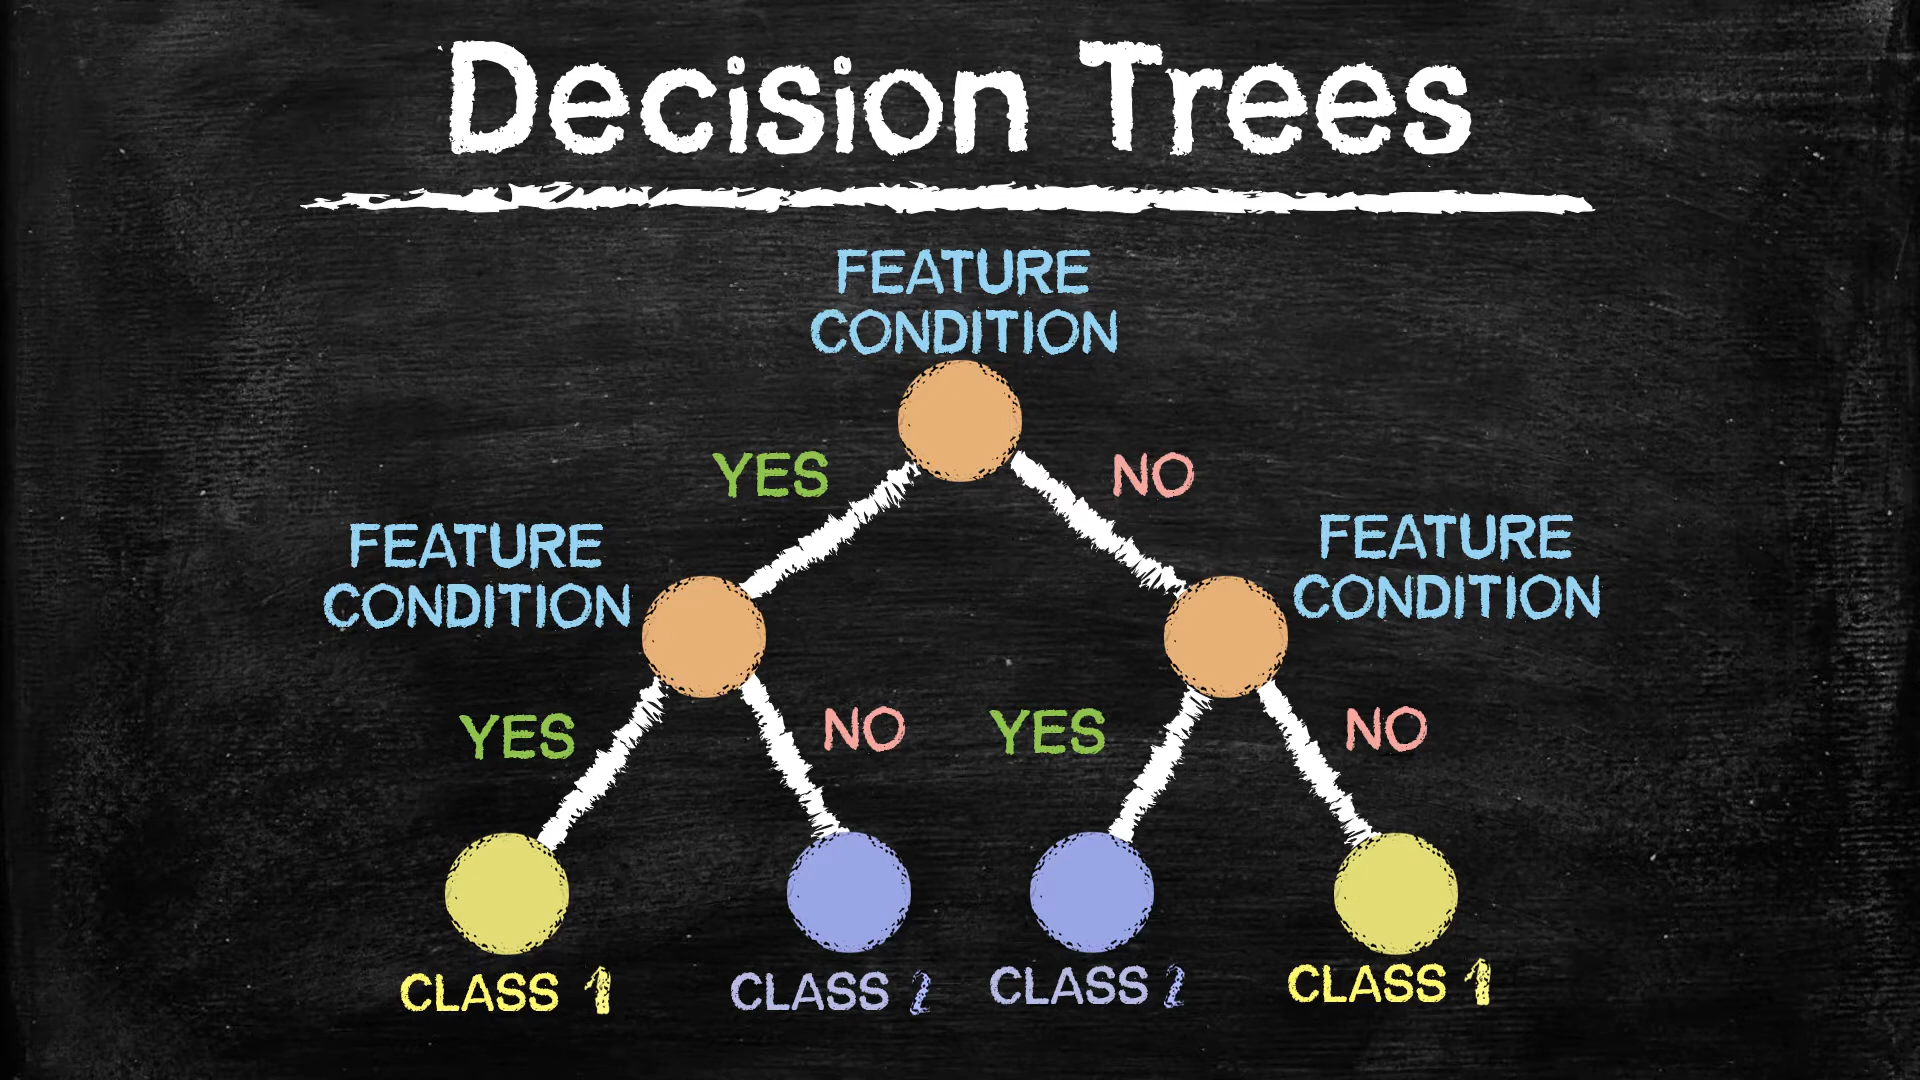 Decision Trees
FEATURE
CONDITION
YES
NO
FEATURE
CONDITION
FEATURE
CONDITION
YES
NO
YES
NO
CLASS 1
CLASS 2
CLASS 2
CLASS 1